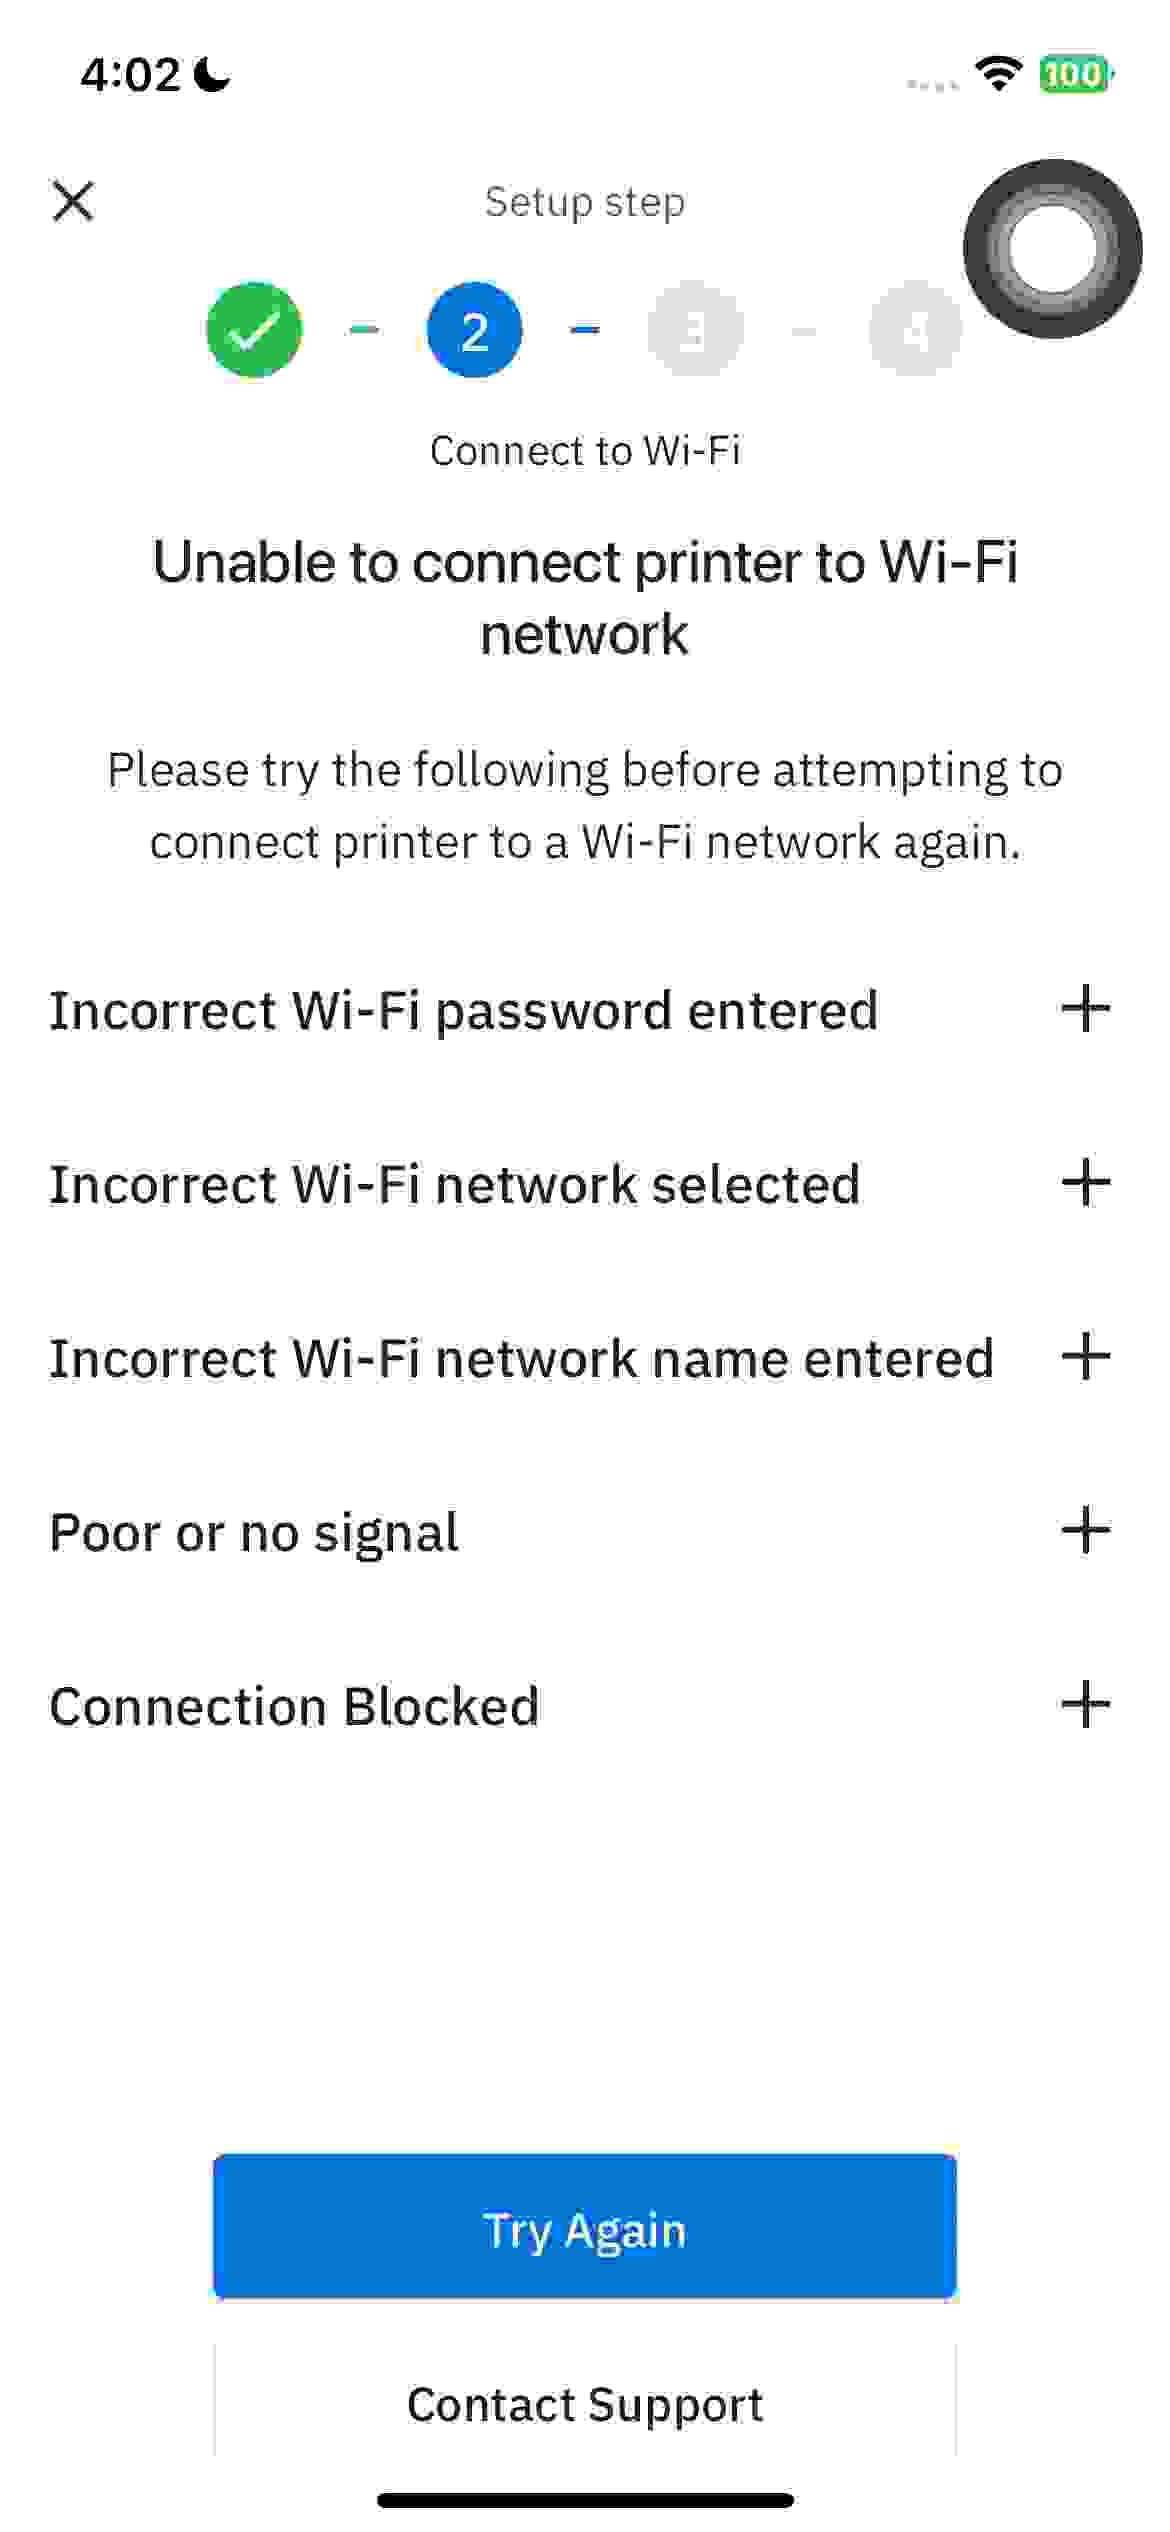 4:02
100
Setup step
2
3
4
Connect to Wi-Fi
Unable to connect printer to Wi-Fi
network
Please try the following before attempting to
connect printer to a Wi-Fi network again.
Incorrect Wi-Fi password entered
Incorrect Wi-Fi network selected
Incorrect Wi-Fi network name entered
Poor or no signal
Connection Blocked
Try Again
Contact Support